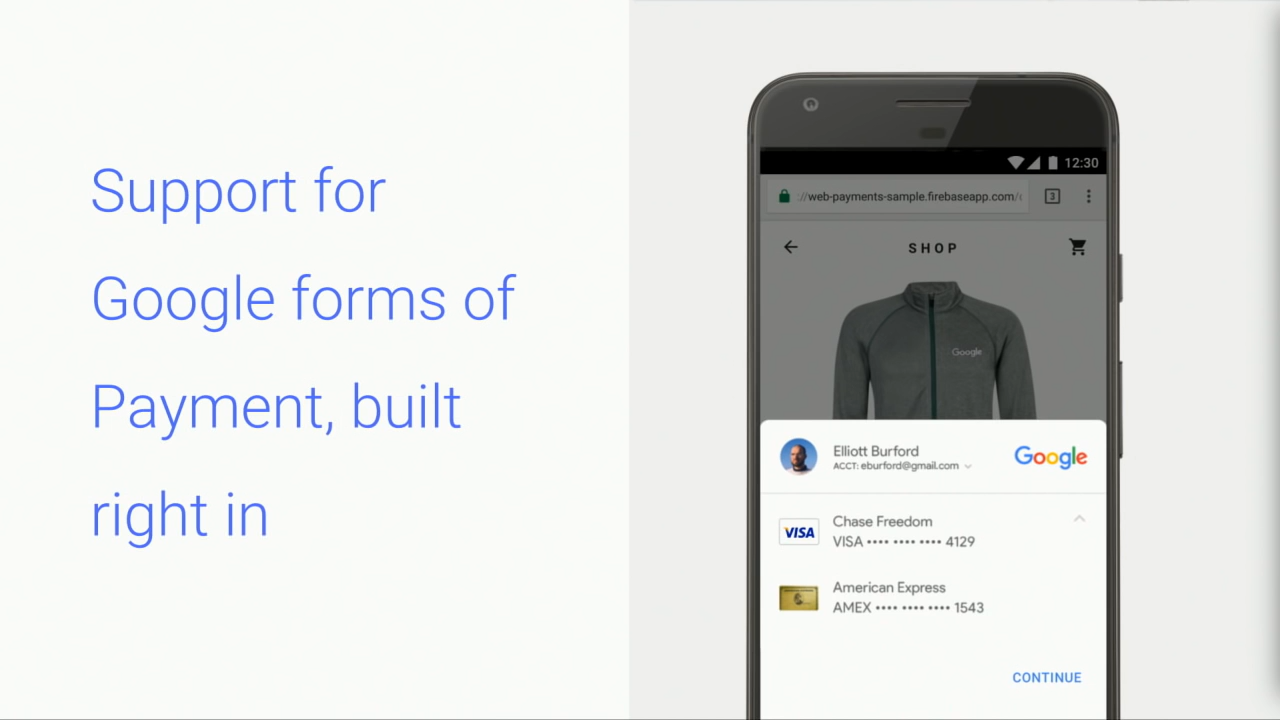 Support for
Google forms of
Payment, built
right in
12:30
://web-payments-sample.firebaseapp.com/
3
SHOP
Google
Elliott Burford
ACCT: eburford@gmail.com
Google
Chase Freedom
VISA
VISA •••• •••• •••• 4129
American Express
AMEX •••• •••• •••• 1543
CONTINUE